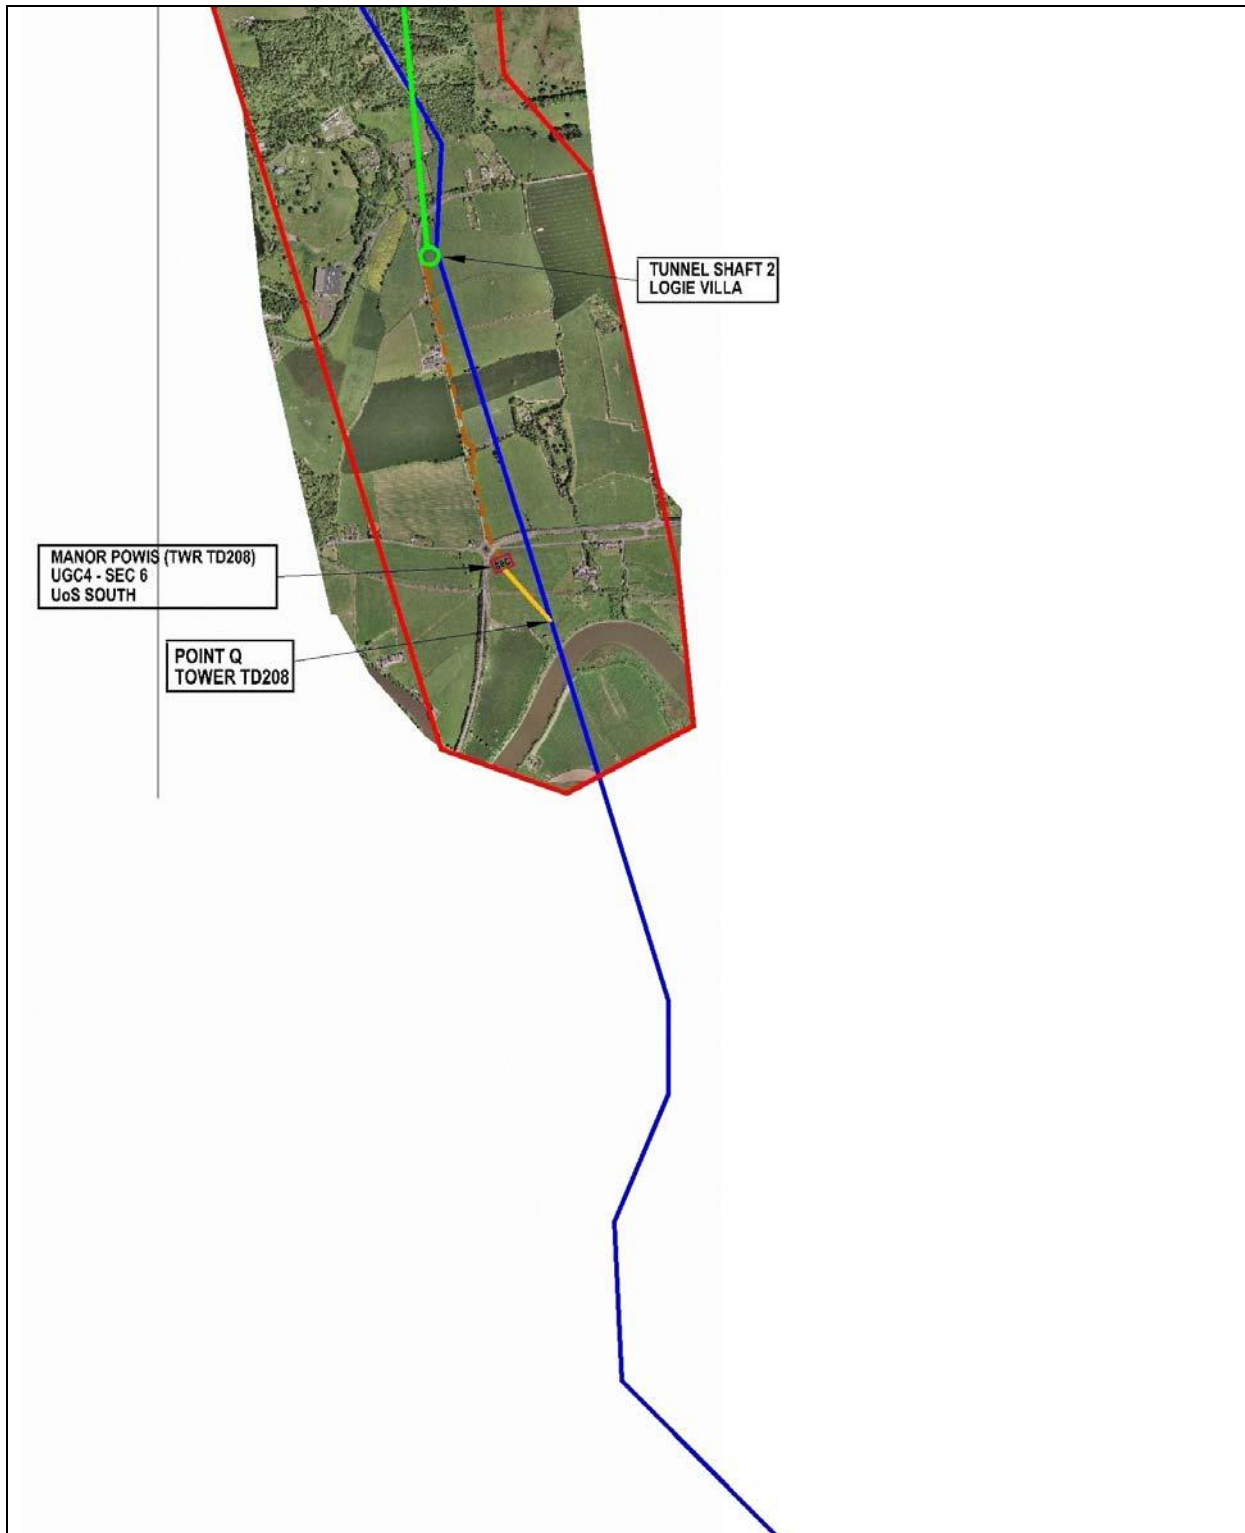 TUNNEL SHAFT 2
LOGIE VILLA
MANOR POWIS (TWR TD208)
UGC4 - SEC 6
UoS SOUTH
POINT Q
TOWER TD208